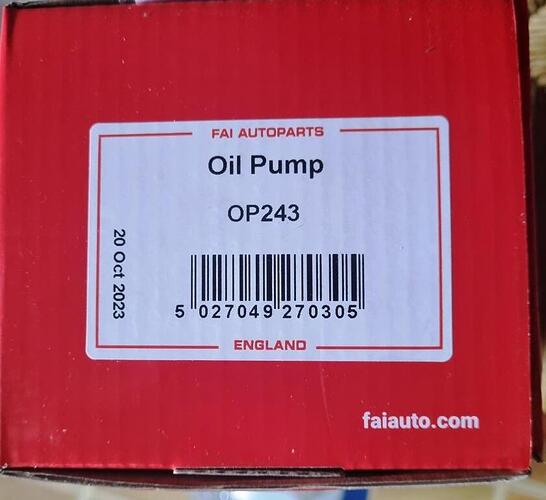 FAI AUTOPARTS
Oil Pump
OP243
20 Oct 2023
5 027049 270305
ENGLAND
faiauto.com